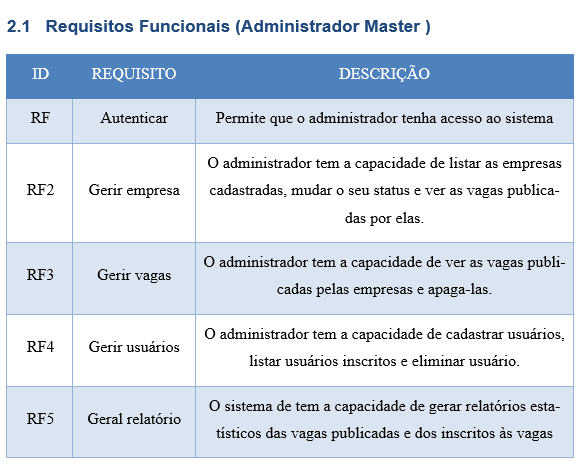 2.1 Requisitos Funcionais (Administrador Master )
ID REQUISITO DESCRIÇÃO
RF Autenticar Permite que o administrador tenha acesso ao sistema
O administrador tem a capacidade de listar as empresas
RF2 Gerir empresa cadastradas, mudar o seu status e ver as vagas publica-
das por elas.
RF3 Gerir vagas O administrador tem a capacidade de ver as vagas publi-
cadas pelas empresas e apaga-las.
RF4 Gerir usuários O administrador tem a capacidade de cadastrar usuários,
listar usuários inscritos e eliminar usuário.
RF5 Geral relatório O sistema de tem a capacidade de gerar relatórios esta-
tísticos das vagas publicadas e dos inscritos às vagas